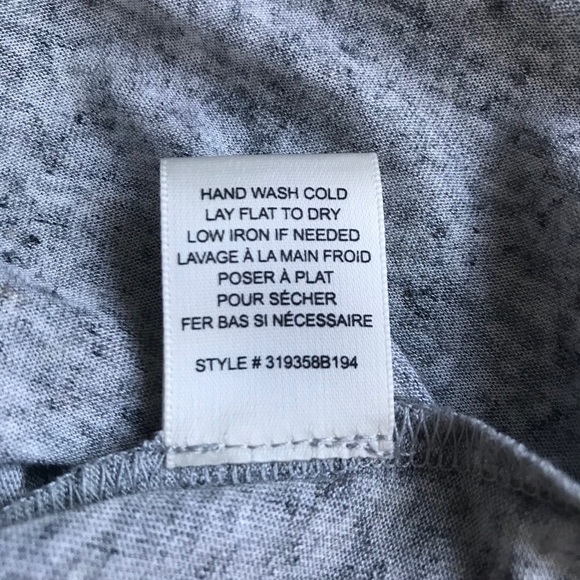 HAND WASH COLD
LAY FLAT TO DRY
LOW IRON IF NEEDED
LAVAGE À LA MAIN FROID
POSER À PLAT
POUR SÉCHER
FER BAS SI NÉCESSAIRE
STYLE # 319358B194